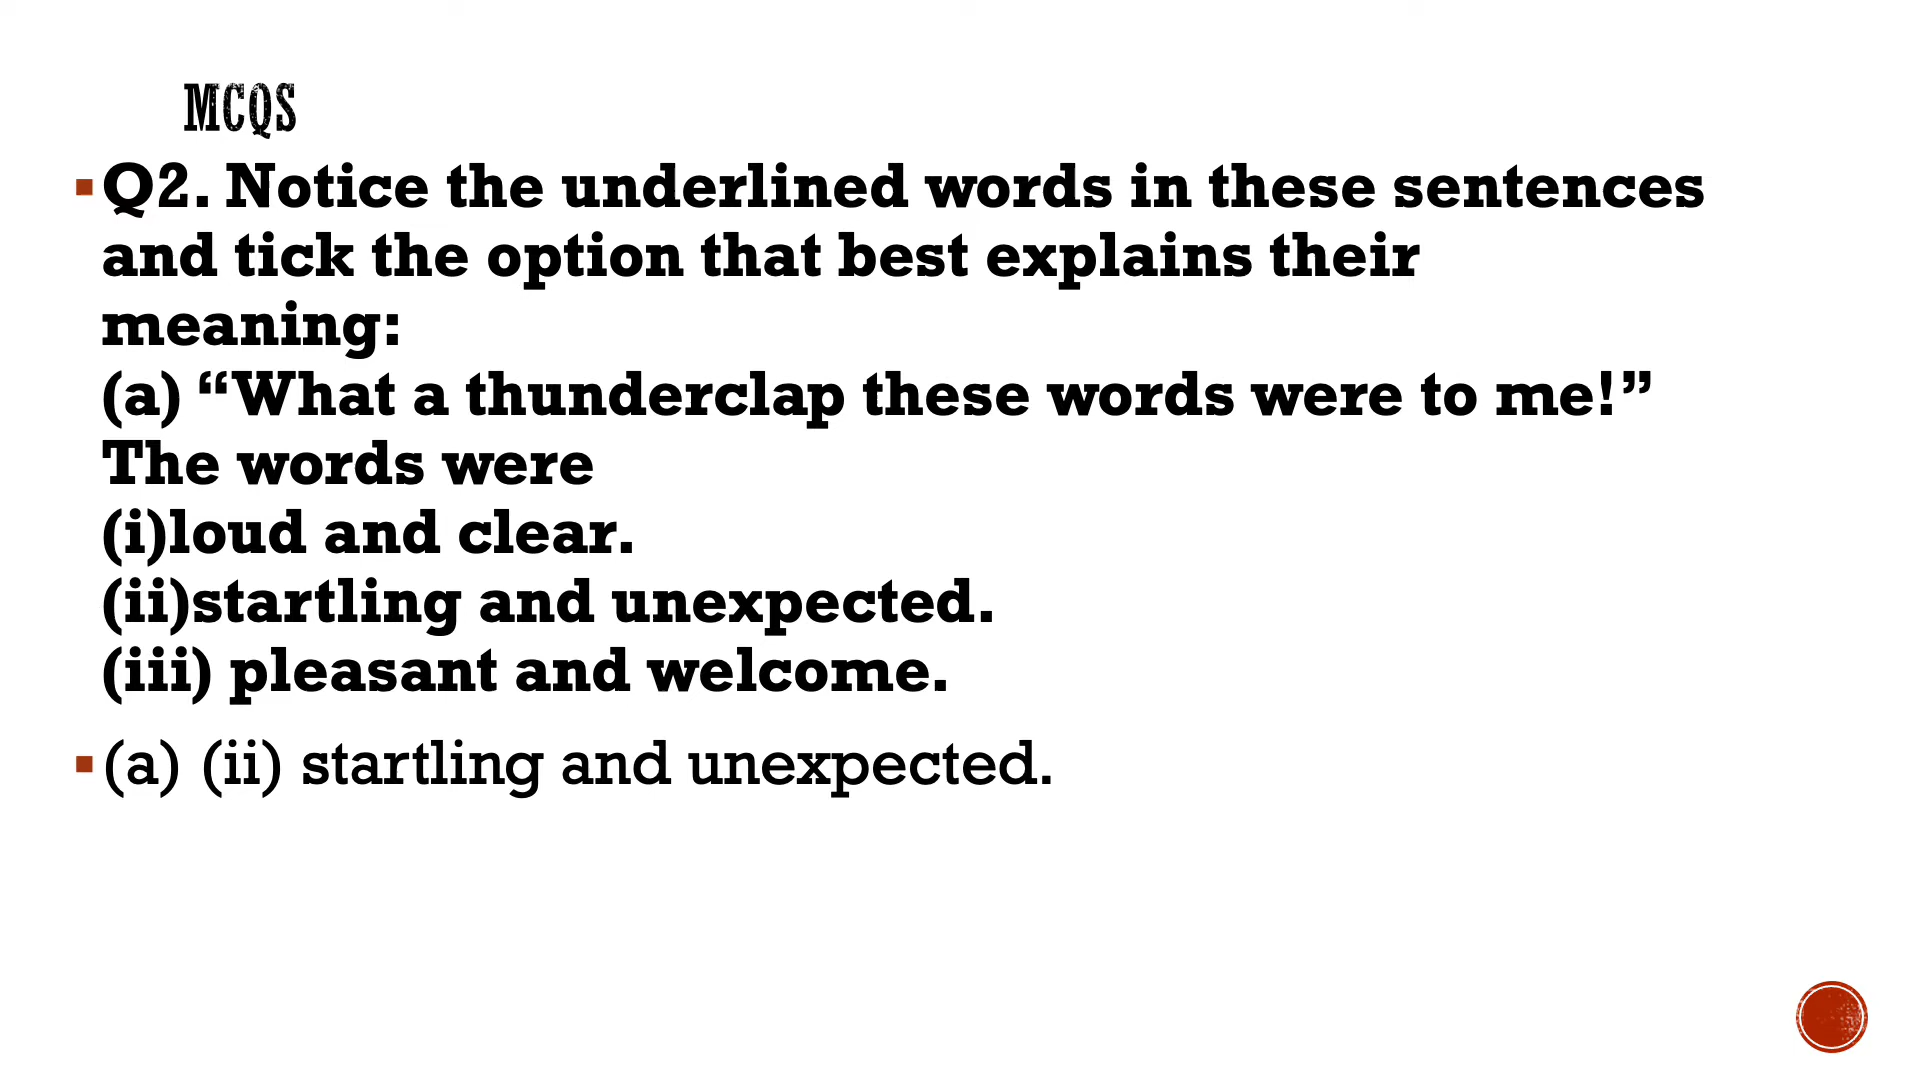 MCQS
Q2. Notice the underlined words in these sentences
and tick the option that best explains their
meaning:
(a) “What a thunderclap these words were to me!”
The words were
(i)loud and clear.
(ii)startling and unexpected.
(iii) pleasant and welcome.
(a) (ii) startling and unexpected.